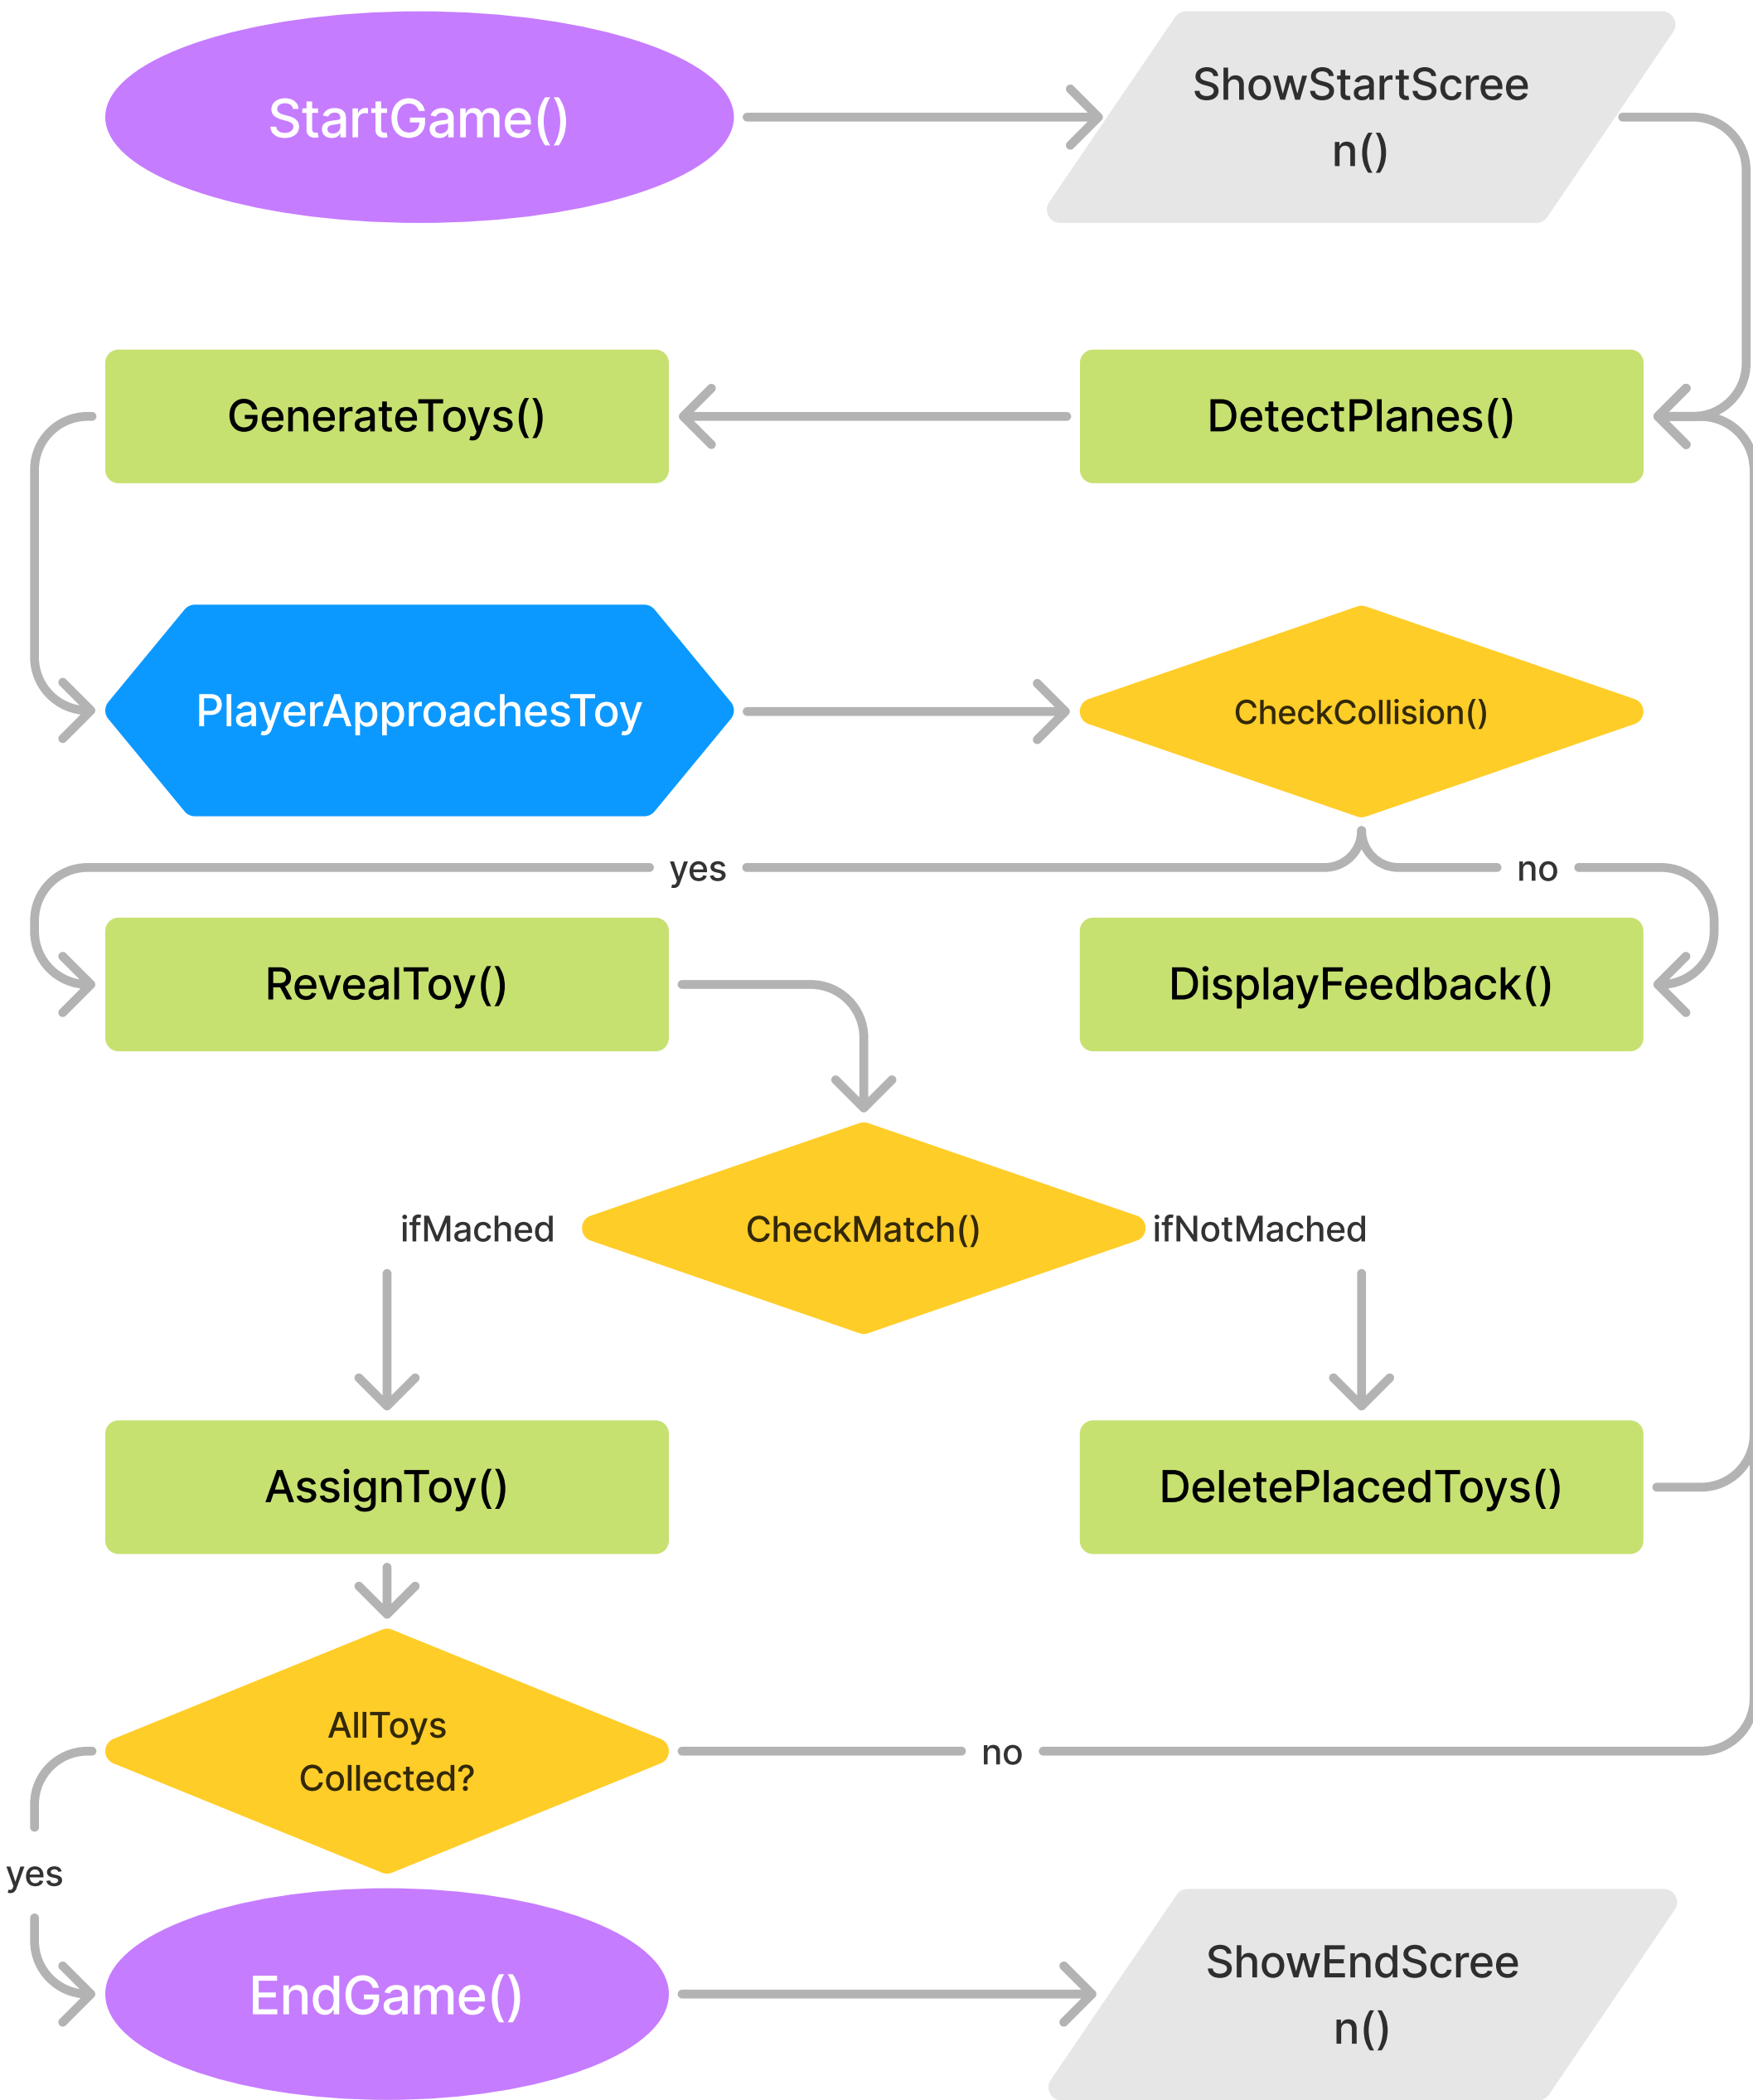 StartGame()
ShowStartScree
n()
GenerateToys()
DetectPlanes()
PlayerApproachesToy
CheckCollision()
yes
no
RevealToy()
DisplayFeedback()
ifMached
CheckMatch()
ifNotMached
AssignToy()
DeletePlacedToys()
AllToys
Collected?
no
yes
EndGame()
ShowEndScree
n()